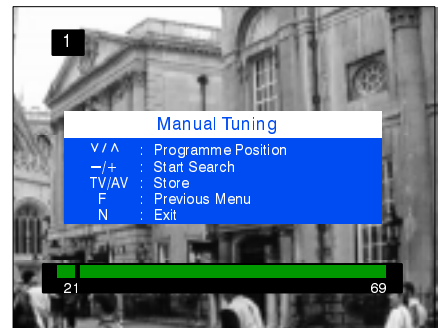 1
Manual Tuning
V / Λ : Programme Position
–/+ : Start Search
TV/AV : Store
F : Previous Menu
N : Exit
21 69